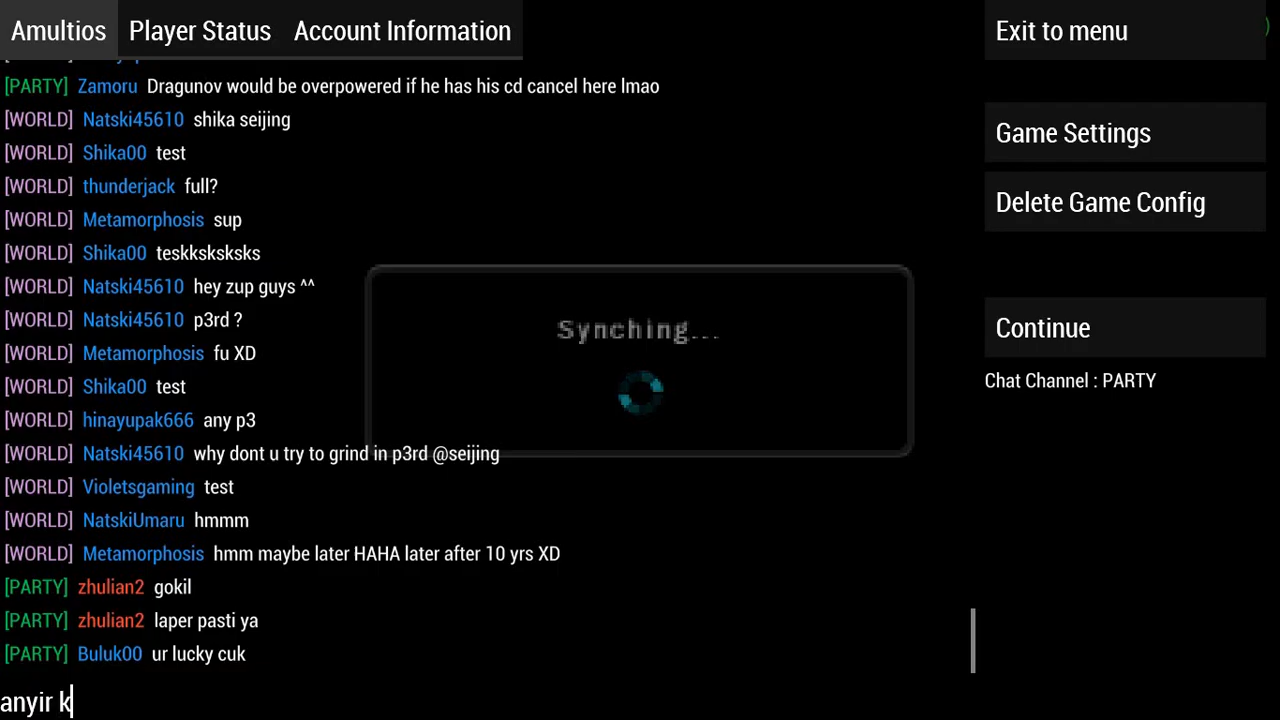 Amultios Player Status Account Information
Exit to menu
[PARTY] Zamoru Dragunov would be overpowered if he has his cd cancel here lmao
[WORLD] Natski45610 shika seijing
[WORLD] Shika00 test
[WORLD] thunderjack full?
[WORLD] Metamorphosis sup
[WORLD] Shika00 teskksksksks
[WORLD] Natski45610 hey zup guys ^^
[WORLD] Natski45610 p3rd ?
[WORLD] Metamorphosis fu XD
[WORLD] Shika00 test
[WORLD] hinayupak666 any p3
[WORLD] Natski45610 why dont u try to grind in p3rd @seijing
[WORLD] Violetsgaming test
[WORLD] NatskiUmaru hmmm
[WORLD] Metamorphosis hmm maybe later HAHA later after 10 yrs XD
[PARTY] zhulian2 gokil
[PARTY] zhulian2 laper pasti ya
[PARTY] Buluk00 ur lucky cuk
anyir k
Synching...
Game Settings
Delete Game Config
Continue
Chat Channel : PARTY